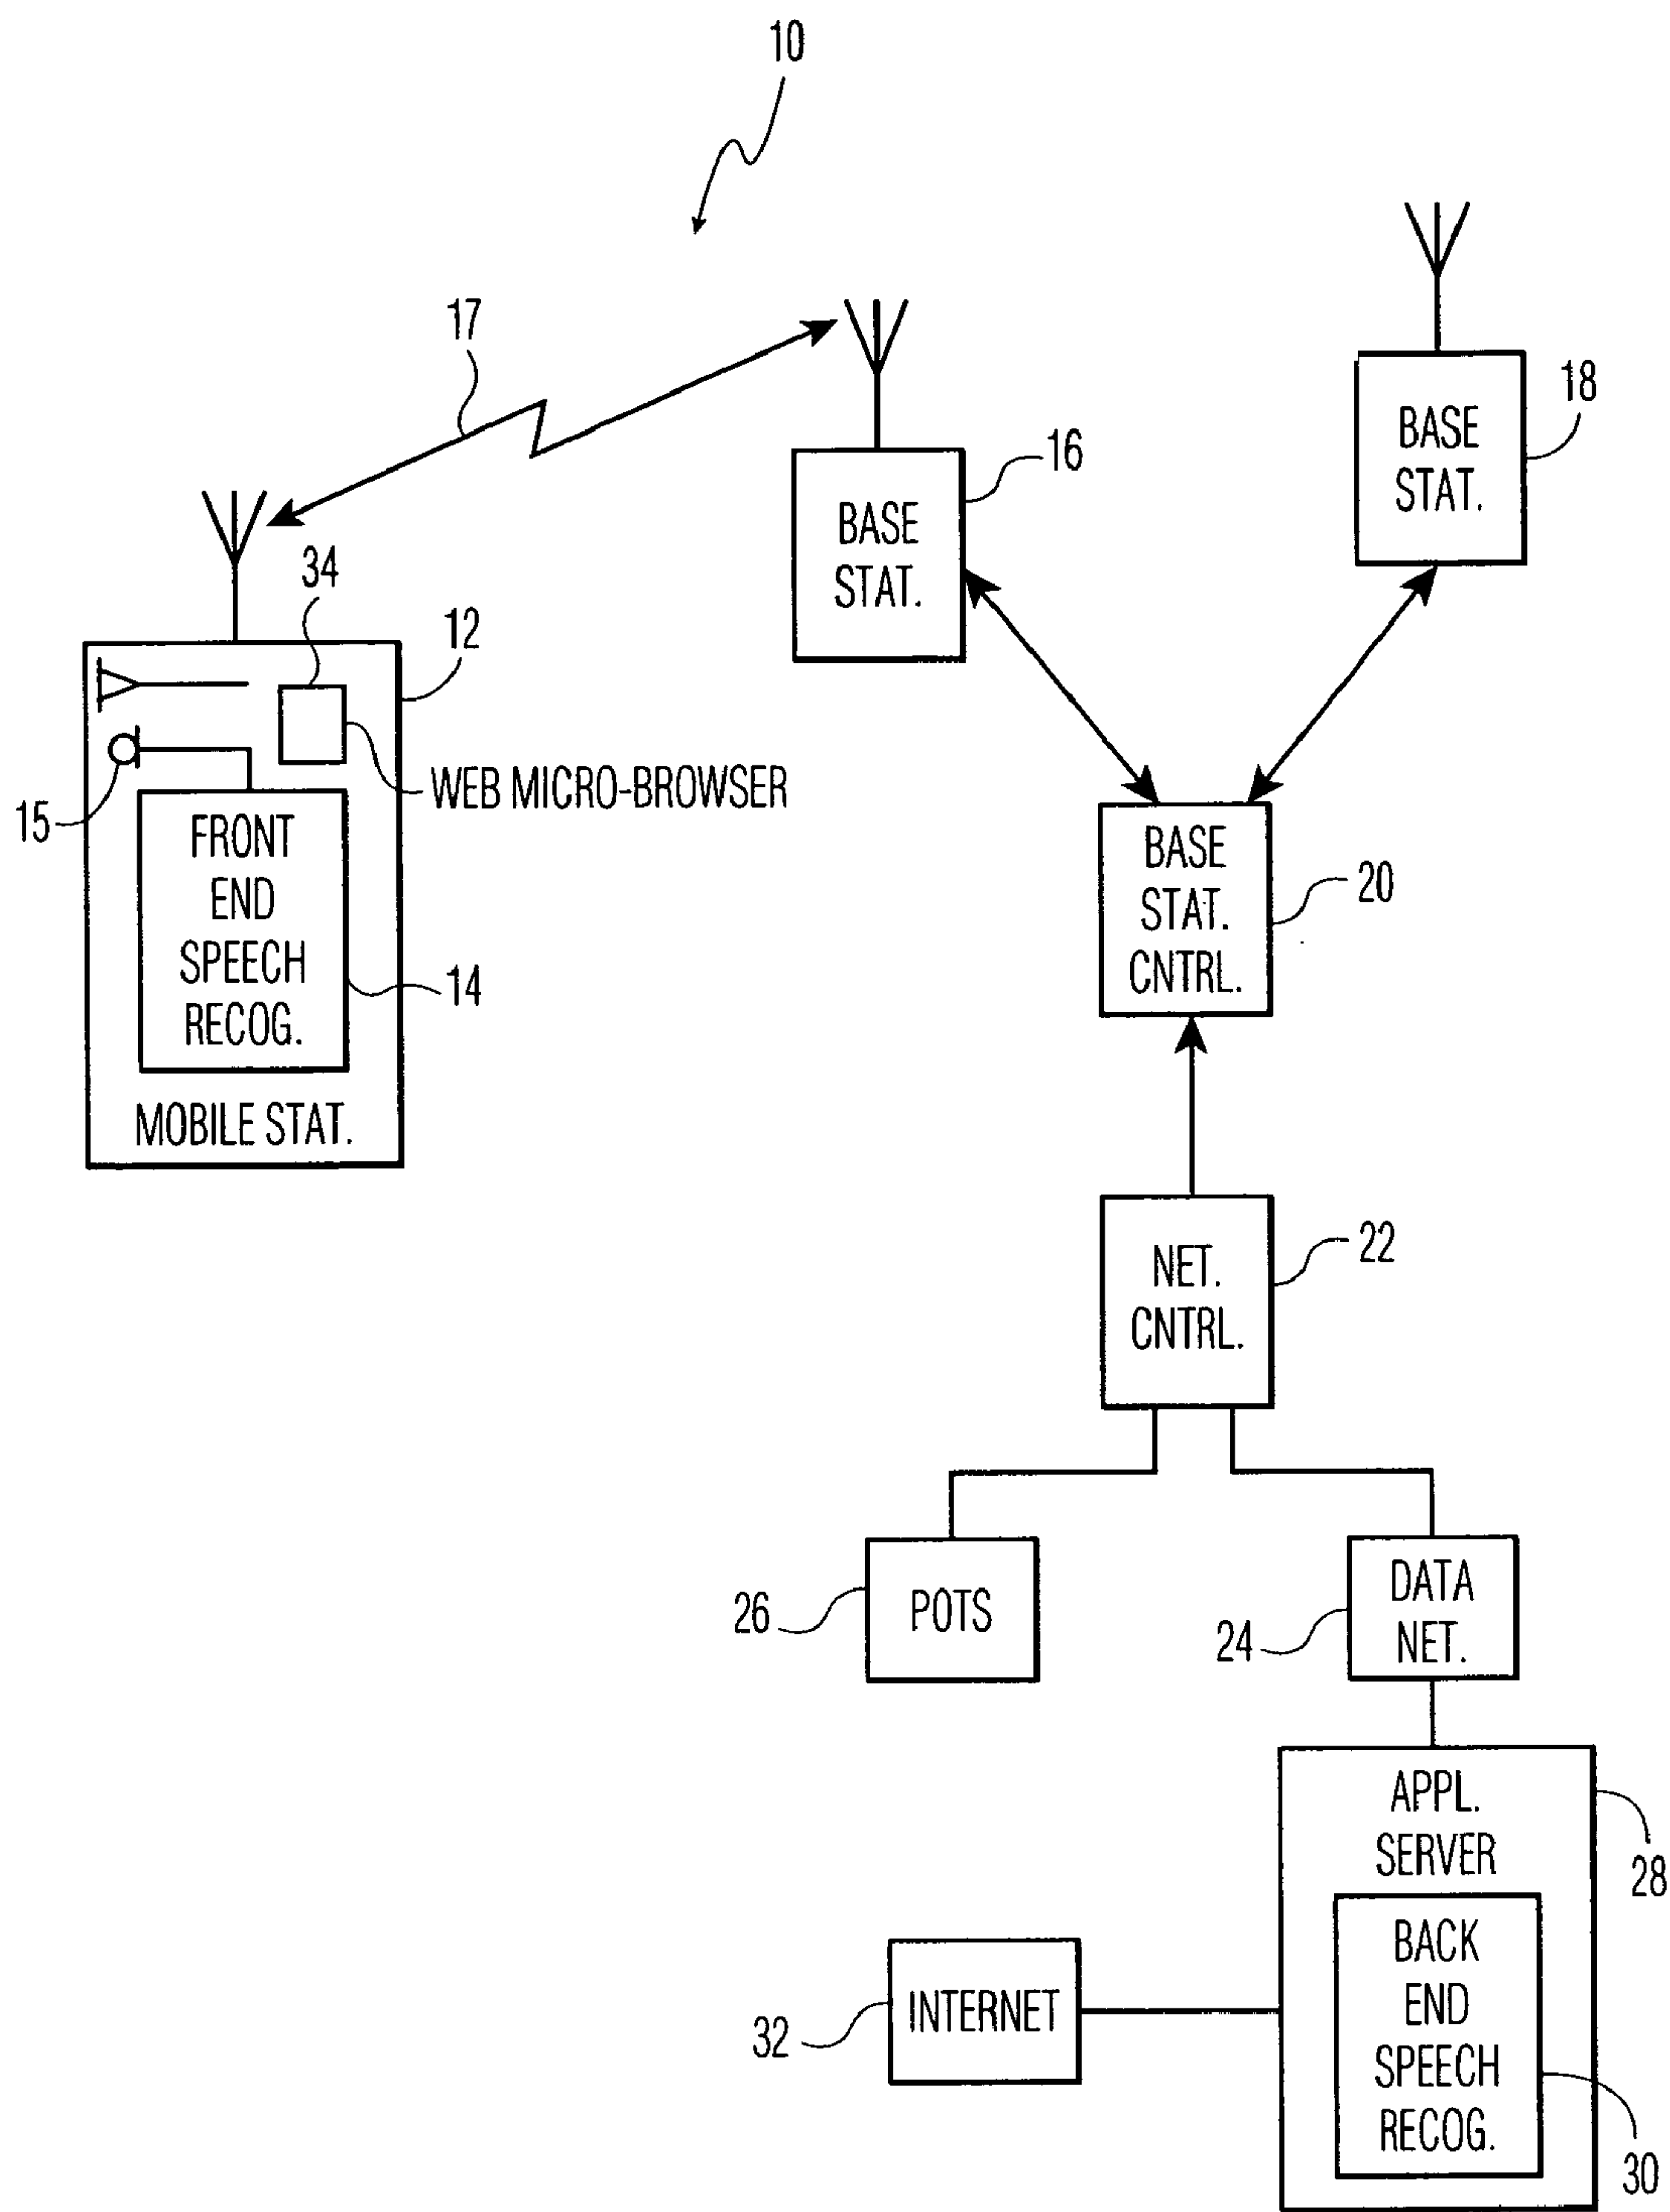 10
17
18
BASE
STAT.
16
BASE
STAT.
34
12
WEB MICRO-BROWSER
15
FRONT
END
SPEECH
RECOG.
14
MOBILE STAT.
BASE
STAT.
CNTRL.
20
NET.
CNTRL.
22
26
POTS
24
DATA
NET.
APPL.
SERVER
28
BACK
END
SPEECH
RECOG.
30
32
INTERNET